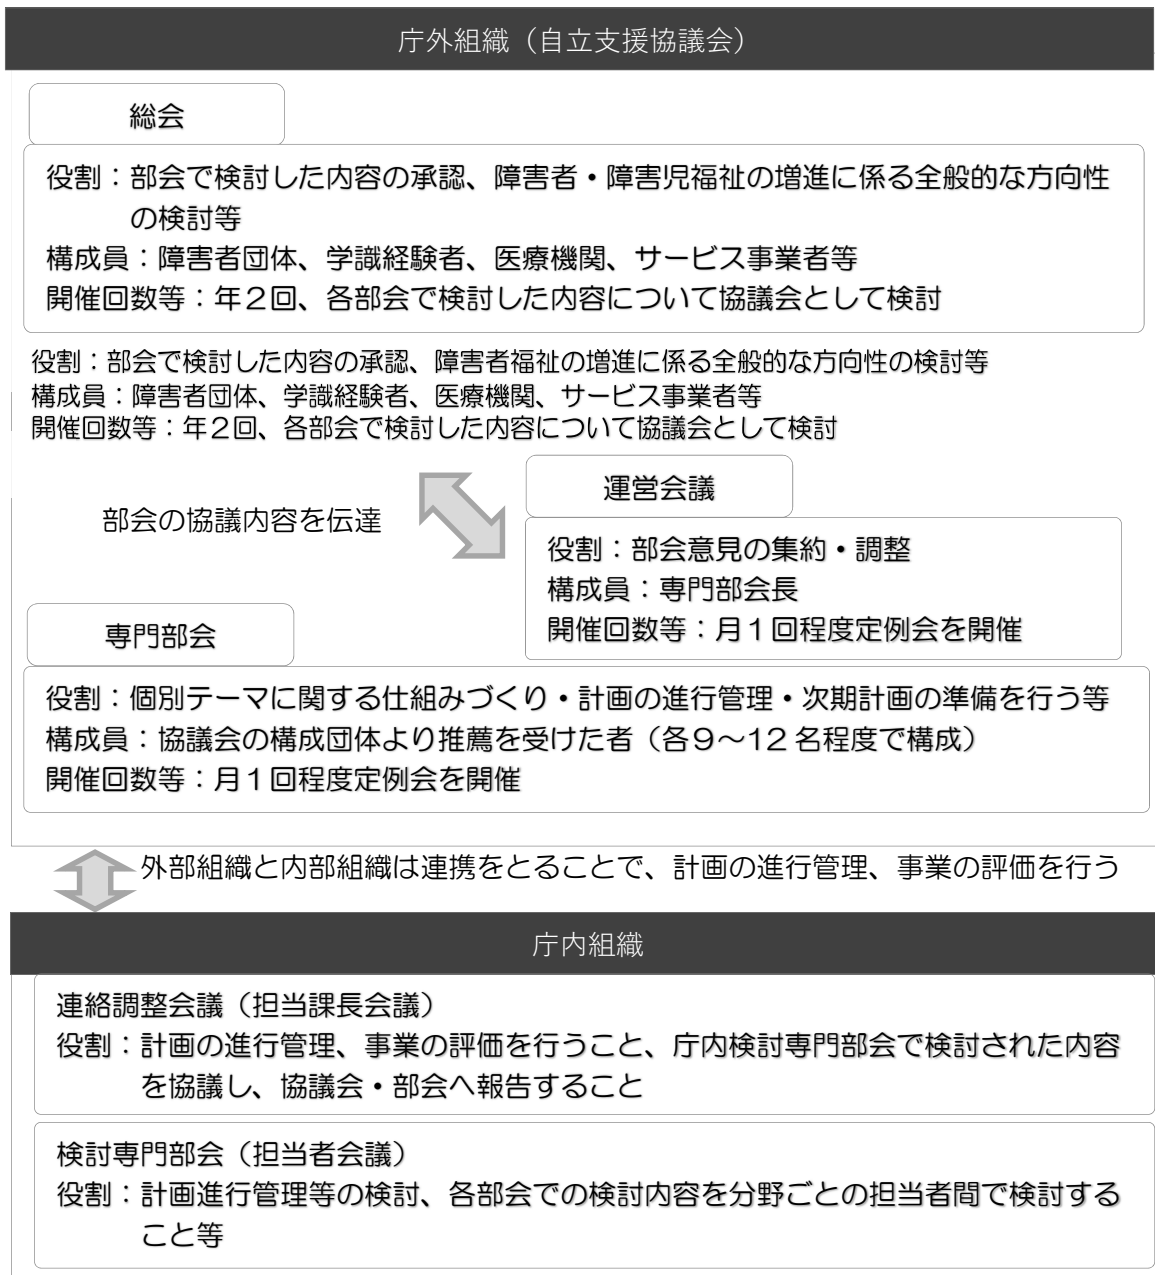 庁外組織（自立支援協議会）
総会
役割：部会で検討した内容の承認、障害者・障害児福祉の増進に係る全般的な方向性
の検討等
構成員：障害者団体、学識経験者、医療機関、サービス事業者等
開催回数等：年２回、各部会で検討した内容について協議会として検討
役割：部会で検討した内容の承認、障害者福祉の増進に係る全般的な方向性の検討等
構成員：障害者団体、学識経験者、医療機関、サービス事業者等
開催回数等：年２回、各部会で検討した内容について協議会として検討
部会の協議内容を伝達
運営会議
役割：部会意見の集約・調整
構成員：専門部会長
開催回数等：月１回程度定例会を開催
専門部会
役割：個別テーマに関する仕組みづくり・計画の進行管理・次期計画の準備を行う等
構成員：協議会の構成団体より推薦を受けた者（各９～12 名程度で構成）
開催回数等：月１回程度定例会を開催
外部組織と内部組織は連携をとることで、計画の進行管理、事業の評価を行う
庁内組織
連絡調整会議（担当課長会議）
役割：計画の進行管理、事業の評価を行うこと、庁内検討専門部会で検討された内容
を協議し、協議会・部会へ報告すること
検討専門部会（担当者会議）
役割：計画進行管理等の検討、各部会での検討内容を分野ごとの担当者間で検討する
こと等